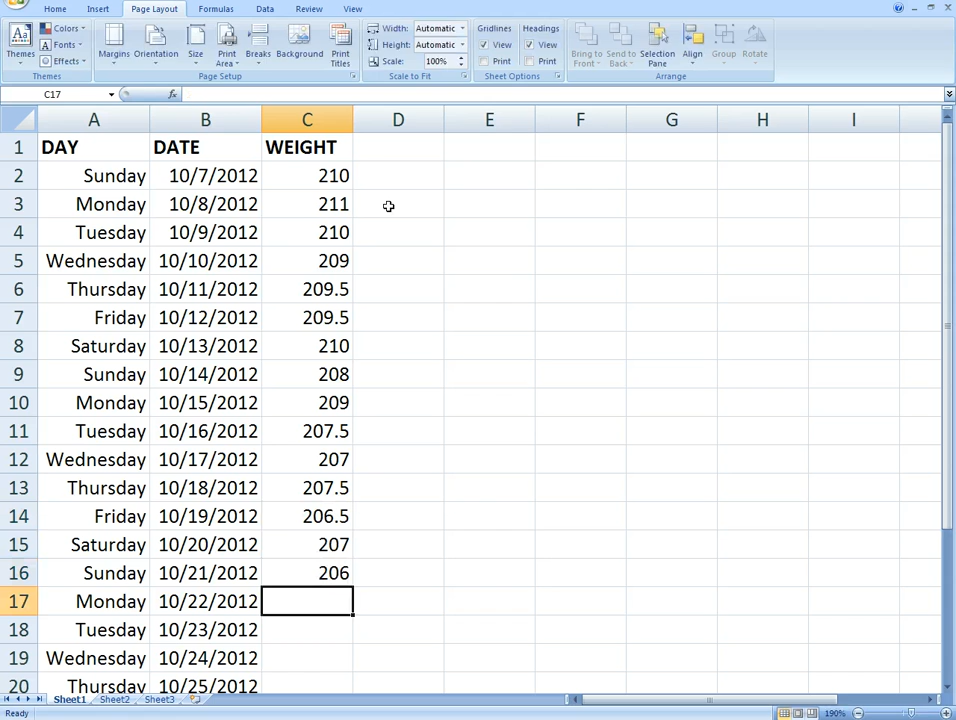 Home Insert Page Layout Formulas Data Review View
Themes Colors Fonts Effects Themes
Margins Orientation Size Print Area Breaks Background Print Titles Page Setup
Width: Automatic
Height: Automatic
Scale: 100%
Scale to Fit
Gridlines Headings
View View
Print Print
Sheet Options
Bring to Front Send to Back Selection Pane Align Group Rotate
Arrange
C17 fx
A B C D E F G H I
1 DAY DATE WEIGHT
2 Sunday 10/7/2012 210
3 Monday 10/8/2012 211
4 Tuesday 10/9/2012 210
5 Wednesday 10/10/2012 209
6 Thursday 10/11/2012 209.5
7 Friday 10/12/2012 209.5
8 Saturday 10/13/2012 210
9 Sunday 10/14/2012 208
10 Monday 10/15/2012 209
11 Tuesday 10/16/2012 207.5
12 Wednesday 10/17/2012 207
13 Thursday 10/18/2012 207.5
14 Friday 10/19/2012 206.5
15 Saturday 10/20/2012 207
16 Sunday 10/21/2012 206
17 Monday 10/22/2012
18 Tuesday 10/23/2012
19 Wednesday 10/24/2012
20 Thursday 10/25/2012
Sheet1 Sheet2 Sheet3
Ready 190%